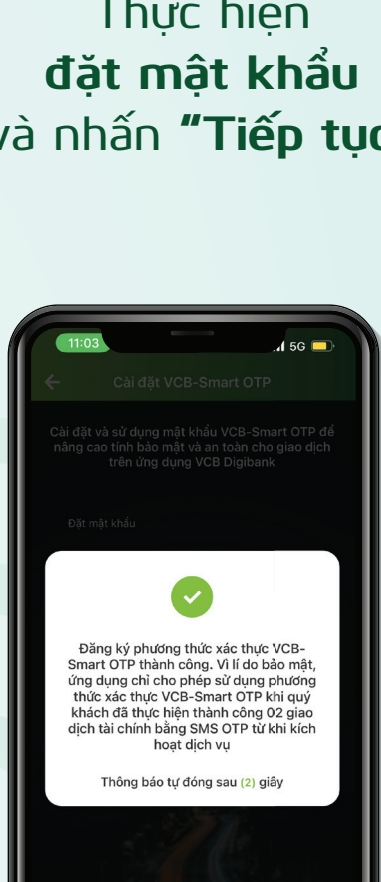 Thực hiện
đặt mật khẩu
và nhấn "Tiếp tục
11:03 5G
Cài đặt VCB-Smart OTP
Cài đặt và sử dụng mật khẩu VCB-Smart OTP để
nâng cao tính bảo mật và an toàn cho giao dịch
trên ứng dụng VCB Digibank
Đặt mật khẩu
Đăng ký phương thức xác thực VCB-
Smart OTP thành công. Vì lí do bảo mật,
ứng dụng chỉ cho phép sử dụng phương
thức xác thực VCB-Smart OTP khi quý
khách đã thực hiện thành công 02 giao
dịch tài chính bằng SMS OTP từ khi kích
hoạt dịch vụ
Thông báo tự đóng sau (2) giây